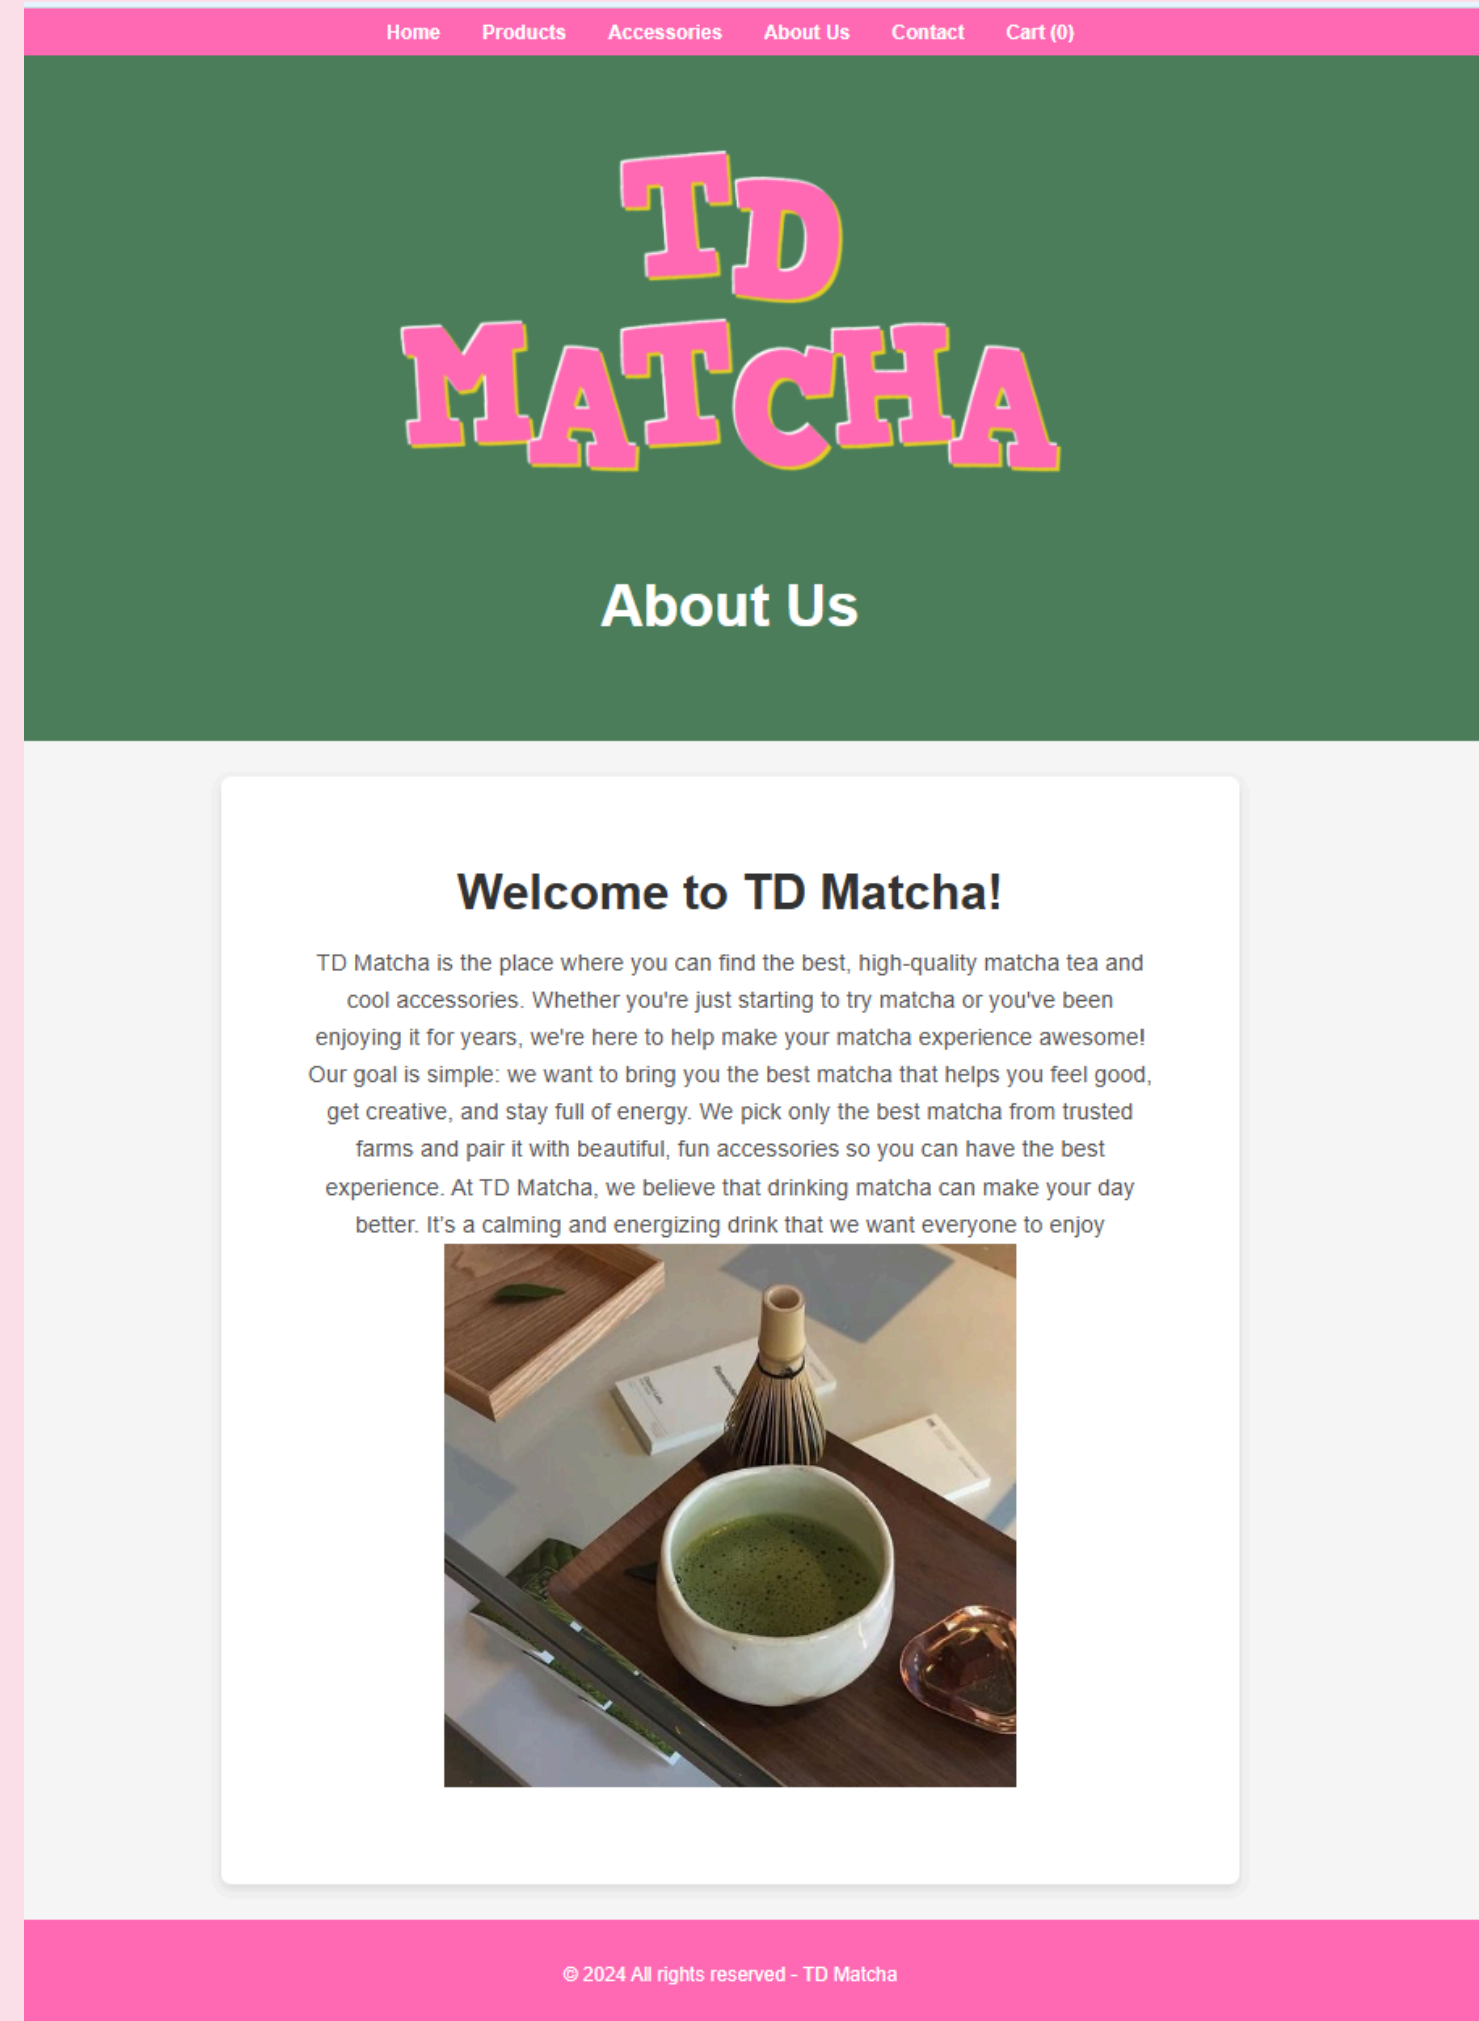 Home Products Accessories About Us Contact Cart (0)
TD
MATCHA
About Us
Welcome to TD Matcha!
TD Matcha is the place where you can find the best, high-quality matcha tea and
cool accessories. Whether you're just starting to try matcha or you've been
enjoying it for years, we're here to help make your matcha experience awesome!
Our goal is simple: we want to bring you the best matcha that helps you feel good,
get creative, and stay full of energy. We pick only the best matcha from trusted
farms and pair it with beautiful, fun accessories so you can have the best
experience. At TD Matcha, we believe that drinking matcha can make your day
better. It’s a calming and energizing drink that we want everyone to enjoy
© 2024 All rights reserved - TD Matcha